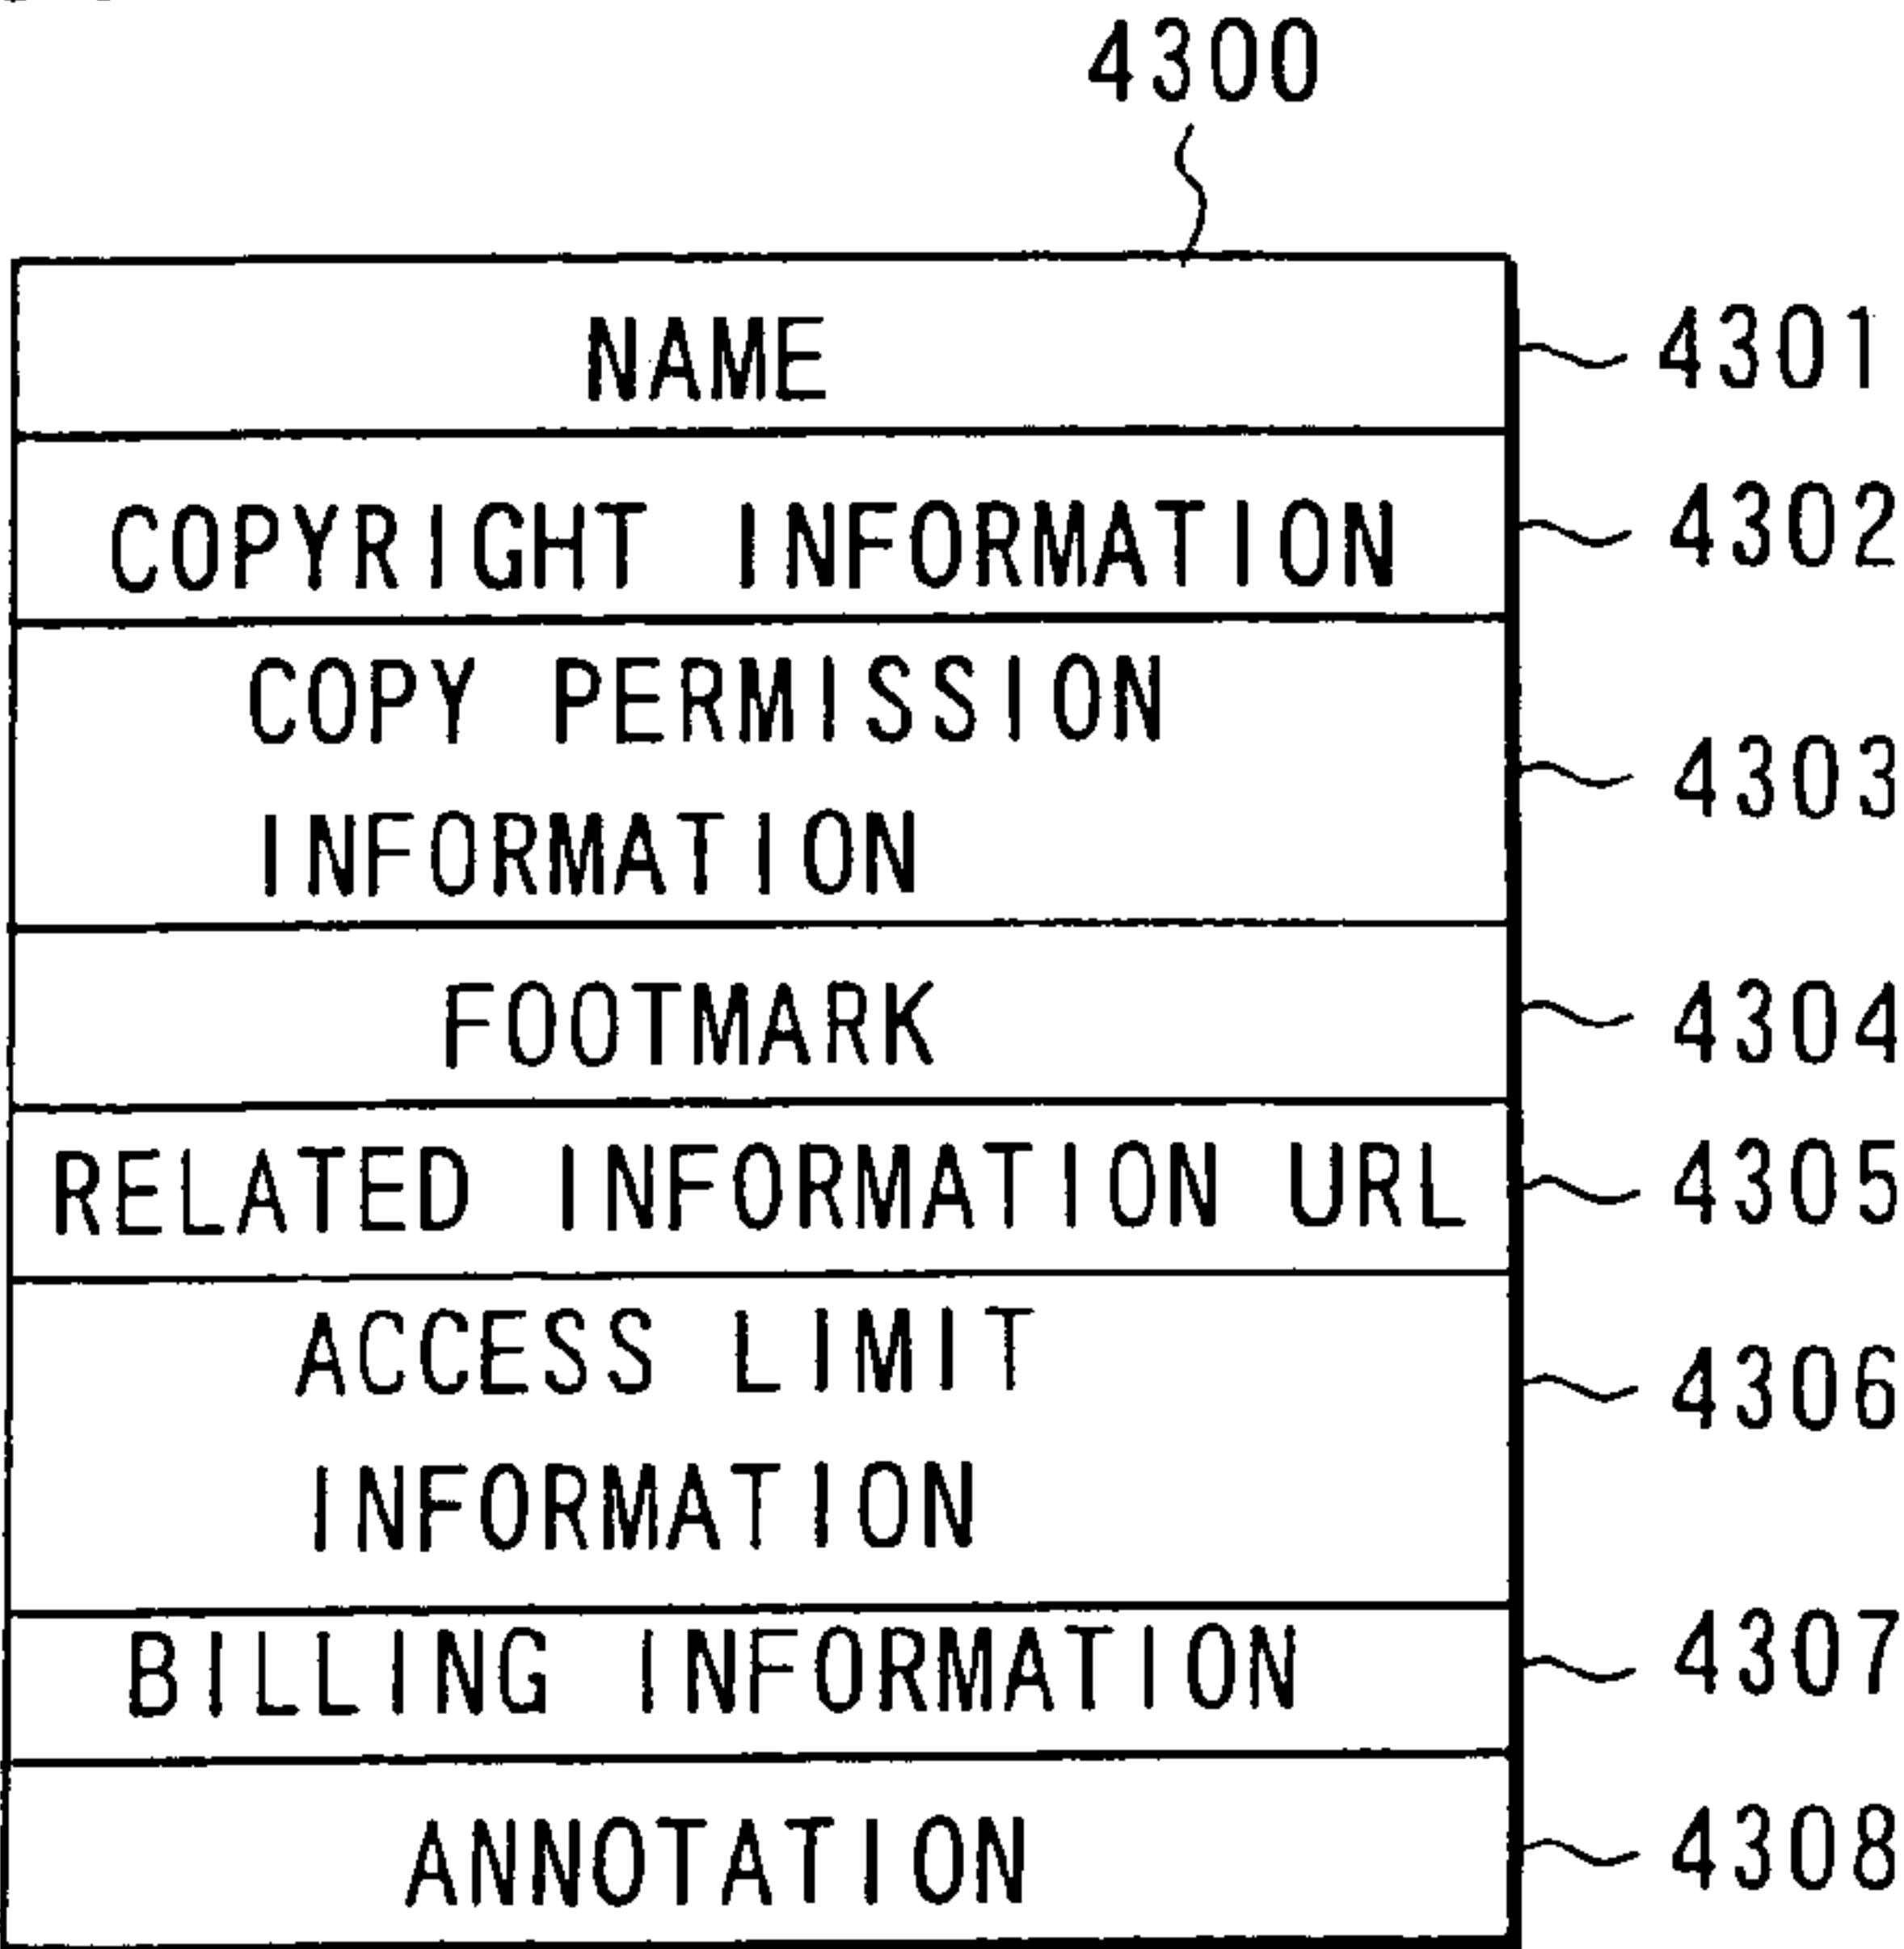 4300
NAME 4301
COPYRIGHT INFORMATION 4302
COPY PERMISSION
INFORMATION 4303
FOOTMARK 4304
RELATED INFORMATION URL 4305
ACCESS LIMIT 4306
INFORMATION
BILLING INFORMATION 4307
ANNOTATION 4308